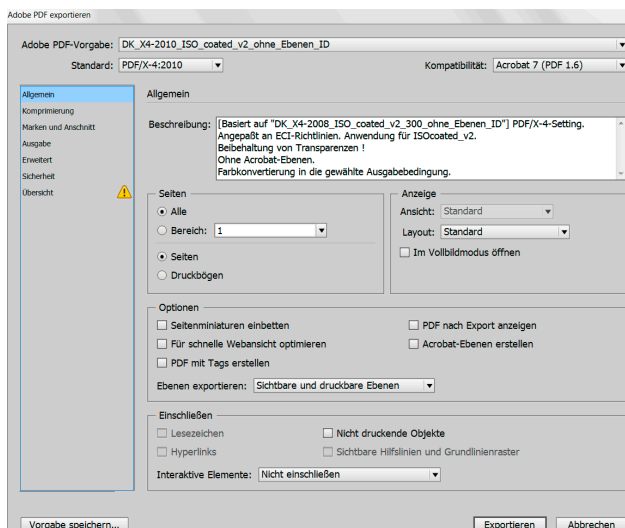 Adobe PDF exportieren
Adobe PDF-Vorgabe: DK_X4-2010_ISO_coated_v2_ohne_Ebenen_ID
Standard: PDF/X-4:2010 Kompatibilität: Acrobat 7 (PDF 1.6)
Allgemein
Komprimierung
Marken und Anschnitt
Ausgabe
Erweitert
Sicherheit
Übersicht
Allgemein
Beschreibung: [Basiert auf "DK_X4-2008_ISO_coated_v2_300_ohne_Ebenen_ID"] PDF/X-4-Setting.
Angepaßt an ECI-Richtlinien. Anwendung für ISOcoated_v2.
Beibehaltung von Transparenzen !
Ohne Acrobat-Ebenen.
Farbkonvertierung in die gewählte Ausgabebedingung.
Seiten
Alle
Bereich: 1
Seiten
Druckbögen
Anzeige
Ansicht: Standard
Layout: Standard
Im Vollbildmodus öffnen
Optionen
Seitenminiaturen einbetten PDF nach Export anzeigen
Für schnelle Webansicht optimieren Acrobat-Ebenen erstellen
PDF mit Tags erstellen
Ebenen exportieren: Sichtbare und druckbare Ebenen
Einschließen
Lesezeichen Nicht druckende Objekte
Hyperlinks Sichtbare Hilfslinien und Grundlinienraster
Interaktive Elemente: Nicht einschließen
Vorgabe speichern... Exportieren Abbrechen